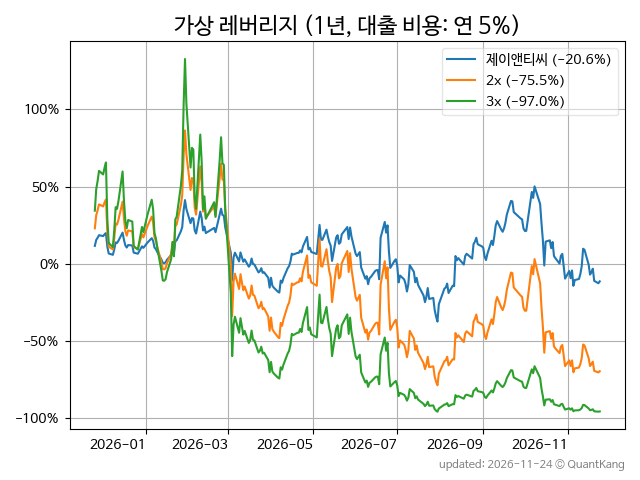 가상 레버리지 (1년, 대출 비용: 연 5%)
제이앤티씨 (−20.6%)
2x (−75.5%)
3x (−97.0%)
100%
50%
0%
−50%
−100%
2026-01
2026-03
2026-05
2026-07
2026-09
2026-11
updated: 2026-11-24 © QuantKang